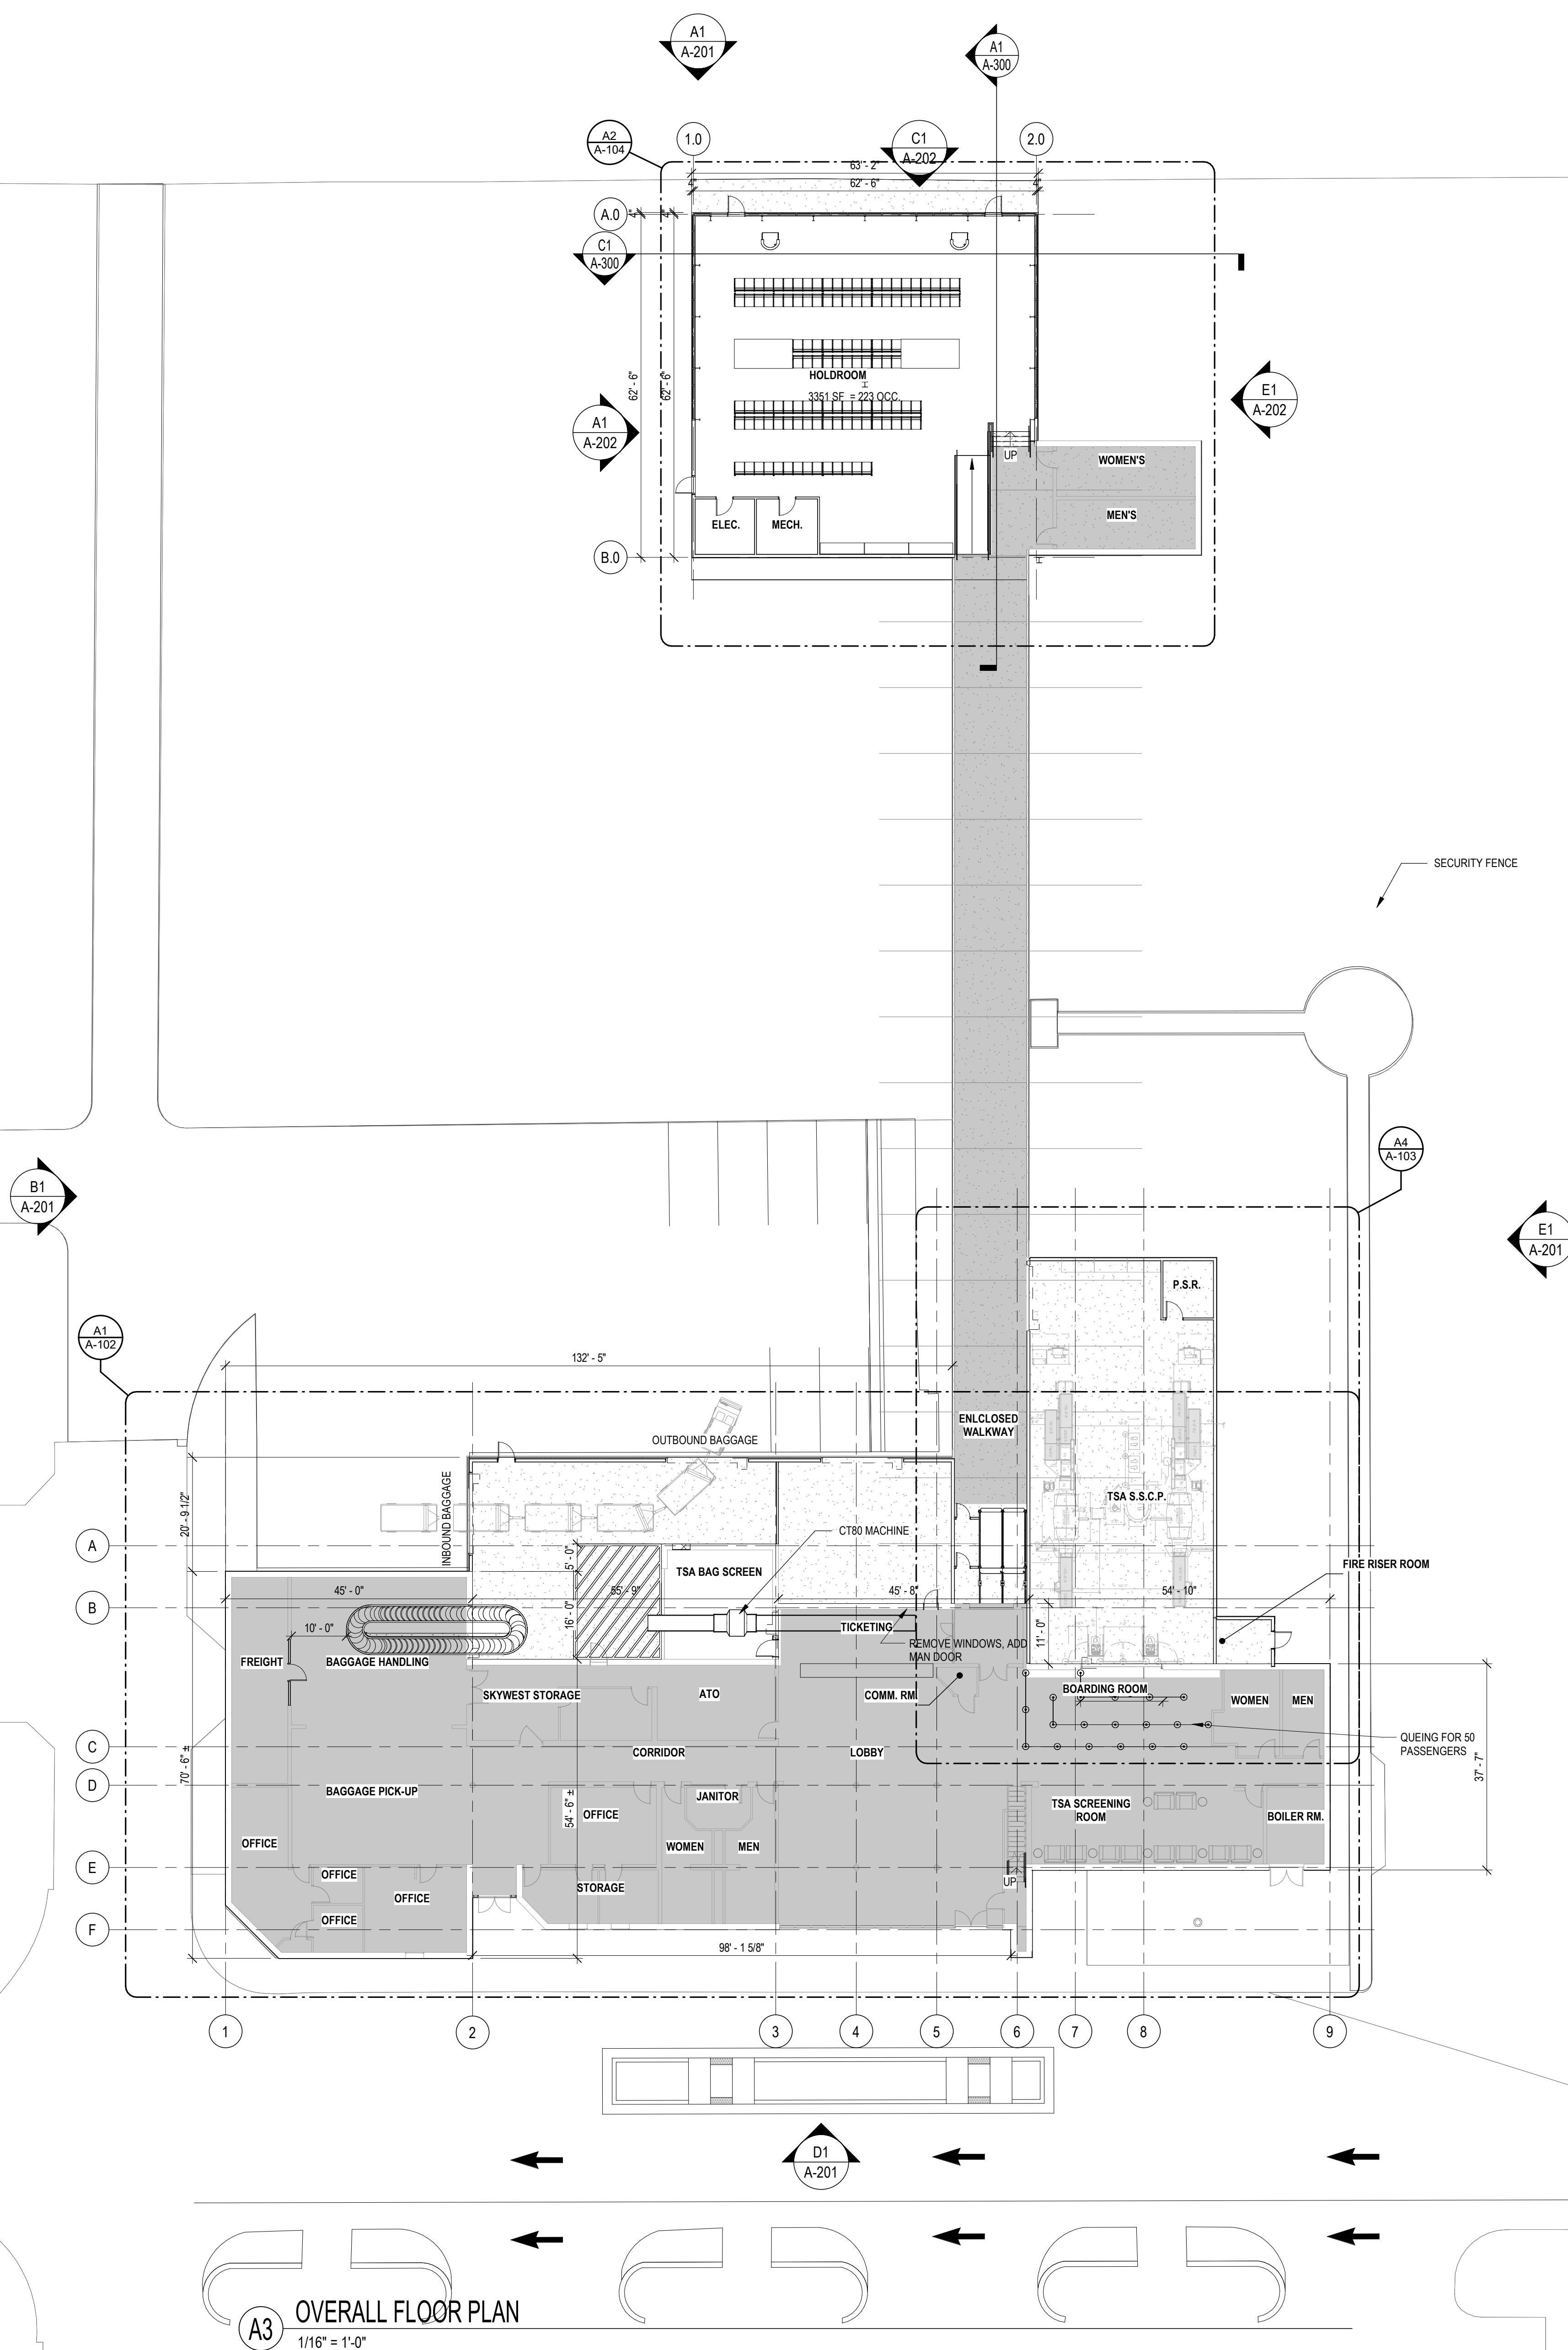 A1
A-201
A1
A-300
A2
A-104
1.0
C1
A-202
2.0
63' - 2"
4"
62' - 6"
4"
A.0
4"
4"
C1
A-300
HOLDROOM
3351 SF = 223 OCC.
62' - 6"
62' - 6"
E1
A-202
A1
A-202
UP
WOMEN'S
MEN'S
ELEC.
MECH.
B.0
SECURITY FENCE
A4
A-103
B1
A-201
E1
A-201
P.S.R.
A1
A-102
132' - 5"
ENLCLOSED
WALKWAY
OUTBOUND BAGGAGE
INBOUND BAGGAGE
TSA S.S.C.P.
20' - 9 1/2"
CT80 MACHINE
A
5' - 0"
TSA BAG SCREEN
FIRE RISER ROOM
45' - 0"
55' - 9"
45' - 8"
54' - 10"
B
16' - 0"
10' - 0"
TICKETING
11' - 0"
REMOVE WINDOWS, ADD
MAN DOOR
FREIGHT
BAGGAGE HANDLING
SKYWEST STORAGE
ATO
COMM. RM.
BOARDING ROOM
WOMEN
MEN
QUEING FOR 50
PASSENGERS
C
CORRIDOR
LOBBY
70' - 6" ±
37' - 7"
D
BAGGAGE PICK-UP
JANITOR
54' - 6" ±
OFFICE
TSA SCREENING
ROOM
BOILER RM.
OFFICE
WOMEN
MEN
E
OFFICE
STORAGE
UP
OFFICE
OFFICE
F
98' - 1 5/8"
1
2
3
4
5
6
7
8
9
D1
A-201
A3
OVERALL FLOOR PLAN
1/16" = 1'-0"